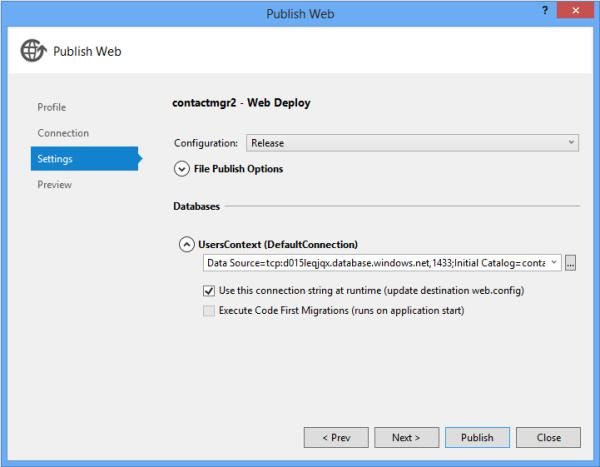 Publish Web
?
Publish Web
Profile
Connection
Settings
Preview
contactmgr2 - Web Deploy
Configuration: Release
File Publish Options
Databases
UsersContext (DefaultConnection)
Data Source=tcp:d015leqjqx.database.windows.net,1433;Initial Catalog=conta ...
Use this connection string at runtime (update destination web.config)
Execute Code First Migrations (runs on application start)
< Prev Next > Publish Close